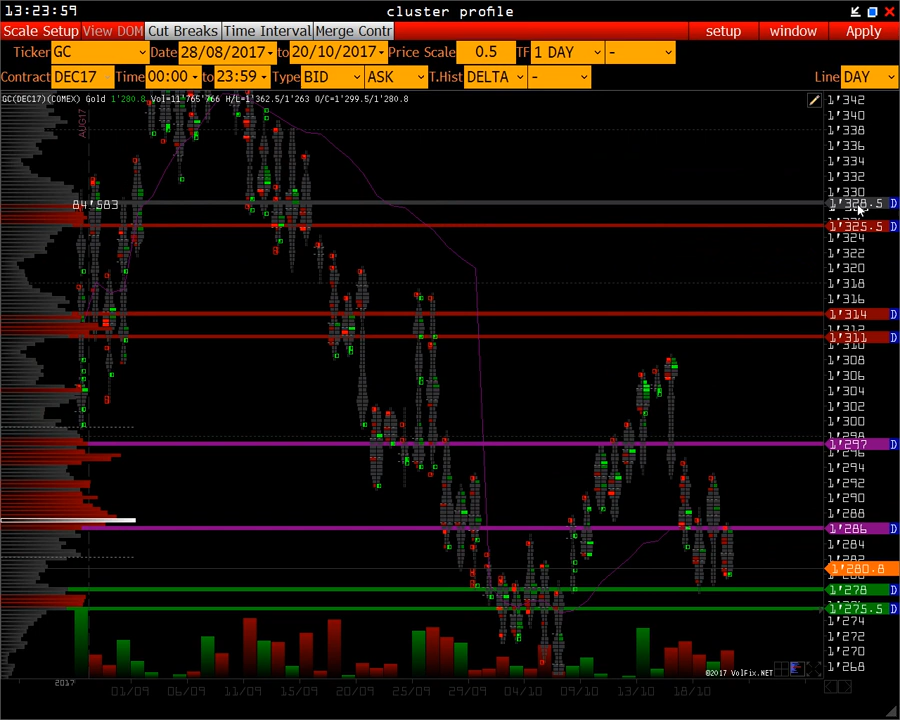 13:23:59 cluster profile
Scale Setup View DOM Cut Breaks Time Interval Merge Contr setup window Apply
Ticker GC Date 28/08/2017 to 20/10/2017 Price Scale 0.5 TF 1 DAY -
Contract DEC17 Time 00:00 to 23:59 Type BID ASK T.Hist DELTA - Line DAY
GC(DEC17)(COMEX) Gold 1'280.8 Vol=11'765'766 H/L=1'362.5/1'263 O/C=1'299.5/1'280.8
1'342
1'340
1'338
AUG17
1'336
1'334
1'332
1'330
84'583
1'328.5 D
1'325.5 D
1'324
1'322
1'320
1'318
1'316
1'314 D
1'312
1'311 D
1'310
1'308
1'306
1'304
1'302
1'300
1'298
1'297 D
1'296
1'294
1'292
1'290
1'288
1'286 D
1'284
1'282
1'280.8
1'278 D
1'275.5 D
1'274
1'272
1'270
1'268
©2017 VolFix.NET
2017 01/09 06/09 11/09 15/09 20/09 25/09 29/09 04/10 09/10 13/10 18/10